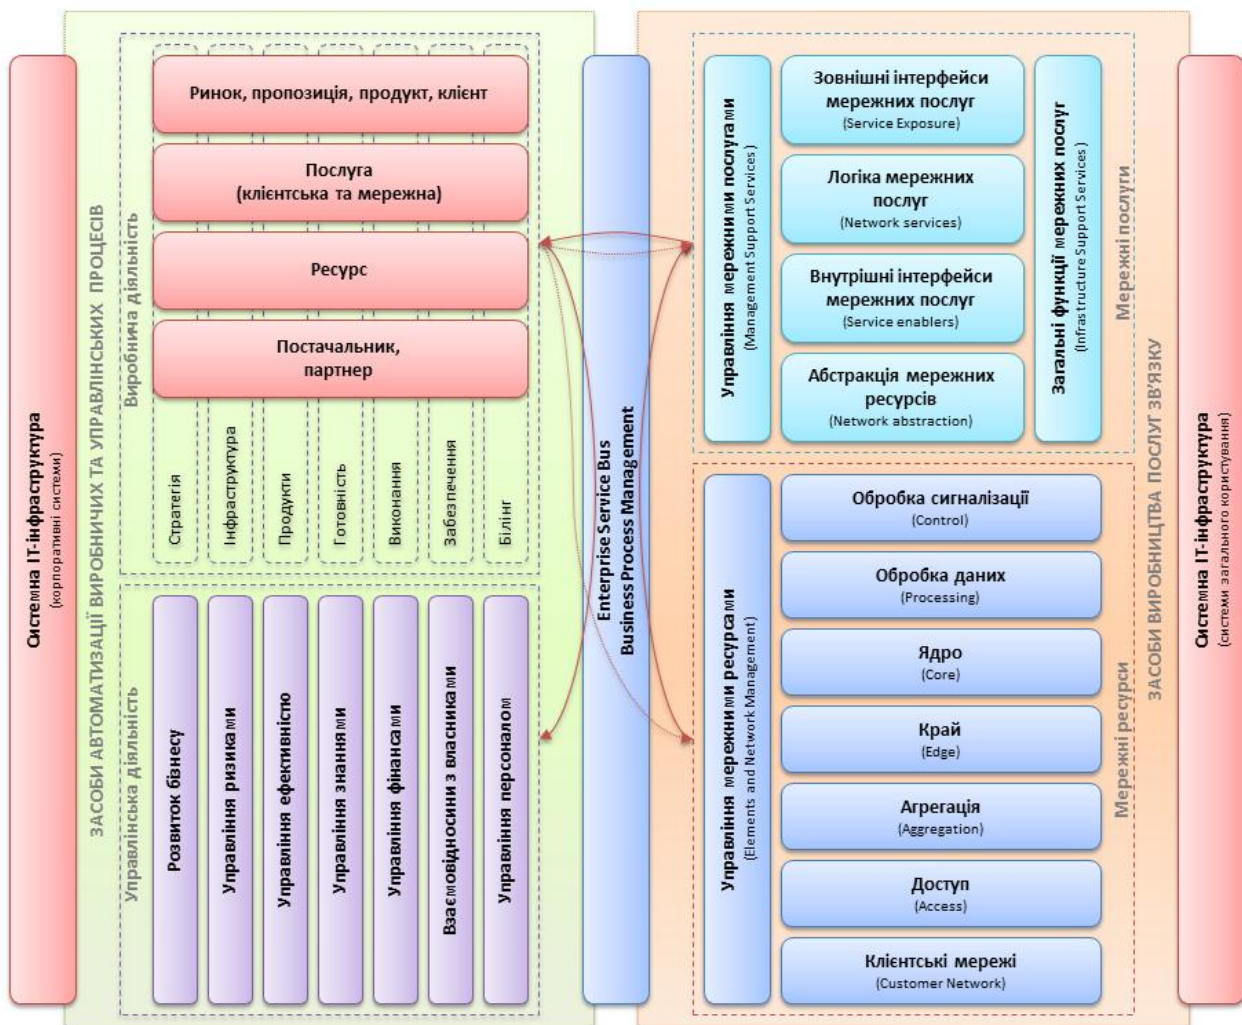 Системна ІТ-інфраструктура
(корпоративні системи)
ЗАСОБИ АВТОМАТИЗАЦІЇ ВИРОБНИЧИХ ТА УПРАВЛІНСЬКИХ ПРОЦЕСІВ
Виробнича діяльність
Ринок, пропозиція, продукт, клієнт
Послуга
(клієнтська та мережна)
Ресурс
Постачальник,
партнер
Стратегія
Інфраструктура
Продукти
Готовність
Виконання
Забезпечення
Білінг
Управлінська діяльність
Розвиток бізнесу
Управління ризиками
Управління ефективністю
Управління знаннями
Управління фінансами
Взаємовідносини з власниками
Управління персоналом
Enterprise Service Bus
Business Process Management
Управління мережними послугами
(Management Support Services)
Зовнішні інтерфейси
мережних послуг
(Service Exposure)
Логіка мережних
послуг
(Network services)
Внутрішні інтерфейси
мережних послуг
(Service enablers)
Абстракція мережних
ресурсів
(Network abstraction)
Загальні функції мережних послуг
(Infrastructure Support Services)
Мережні послуги
Управління мережними ресурсами
(Elements and Network Management)
Обробка сигналізації
(Control)
Обробка даних
(Processing)
Ядро
(Core)
Край
(Edge)
Агрегація
(Aggregation)
Доступ
(Access)
Клієнтські мережі
(Customer Network)
Мережні ресурси
ЗАСОБИ ВИРОБНИЦТВА ПОСЛУГ ЗВ'ЯЗКУ
Системна ІТ-інфраструктура
(системи загального користування)